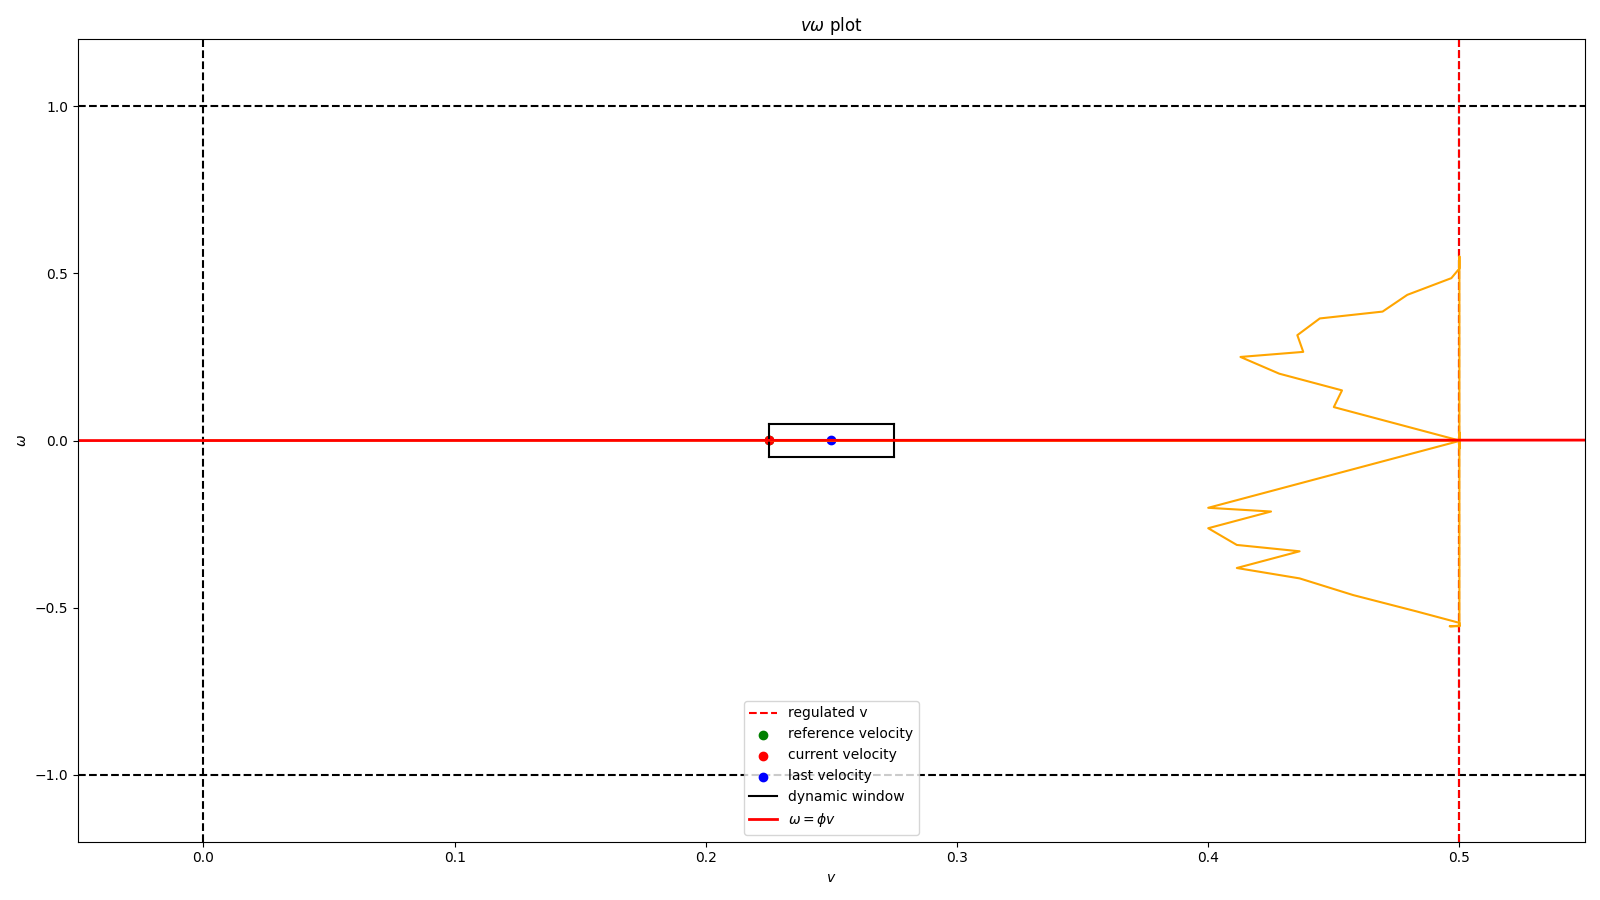 vω plot
1.0
0.5
0.0
−0.5
−1.0
ω
regulated v
reference velocity
current velocity
last velocity
dynamic window
ω = ϕv
0.0 0.1 0.2 0.3 0.4 0.5
v